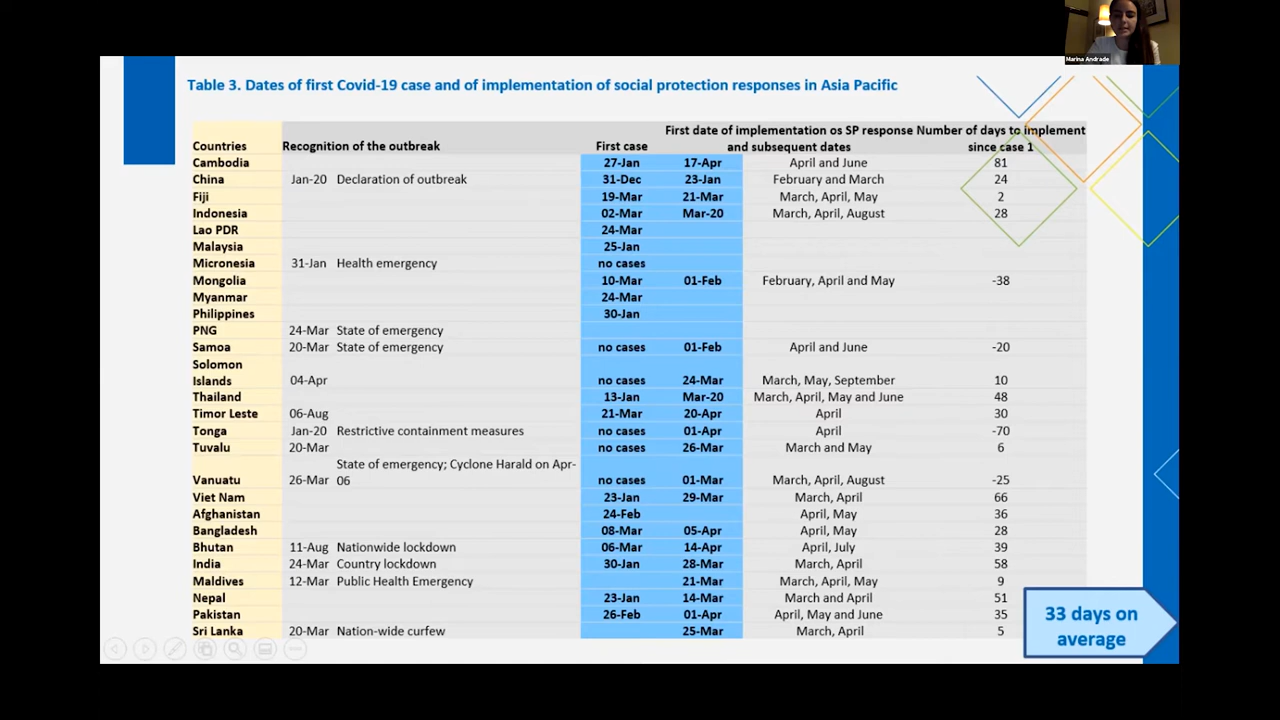 Marina Andrade
Table 3. Dates of first Covid-19 case and of implementation of social protection responses in Asia Pacific
Countries Recognition of the outbreak First case First date of implementation os SP response and subsequent dates Number of days to implement since case 1
Cambodia 27-Jan 17-Apr April and June 81
China Jan-20 Declaration of outbreak 31-Dec 23-Jan February and March 24
Fiji 19-Mar 21-Mar March, April, May 2
Indonesia 02-Mar Mar-20 March, April, August 28
Lao PDR 24-Mar
Malaysia 25-Jan
Micronesia 31-Jan Health emergency no cases
Mongolia 10-Mar 01-Feb February, April and May -38
Myanmar 24-Mar
Philippines 30-Jan
PNG 24-Mar State of emergency
Samoa 20-Mar State of emergency no cases 01-Feb April and June -20
Solomon
Islands 04-Apr no cases 24-Mar March, May, September 10
Thailand 13-Jan Mar-20 March, April, May and June 48
Timor Leste 06-Aug 21-Mar 20-Apr April 30
Tonga Jan-20 Restrictive containment measures no cases 01-Apr April -70
Tuvalu 20-Mar no cases 26-Mar March and May 6
State of emergency; Cyclone Harald on Apr-
Vanuatu 26-Mar 06 no cases 01-Mar March, April, August -25
Viet Nam 23-Jan 29-Mar March, April 66
Afghanistan 24-Feb April, May 36
Bangladesh 08-Mar 05-Apr April, May 28
Bhutan 11-Aug Nationwide lockdown 06-Mar 14-Apr April, July 39
India 24-Mar Country lockdown 30-Jan 28-Mar March, April 58
Maldives 12-Mar Public Health Emergency 21-Mar March, April, May 9
Nepal 23-Jan 14-Mar March and April 51
Pakistan 26-Feb 01-Apr April, May and June 35
Sri Lanka 20-Mar Nation-wide curfew 25-Mar March, April 5
33 days on
average